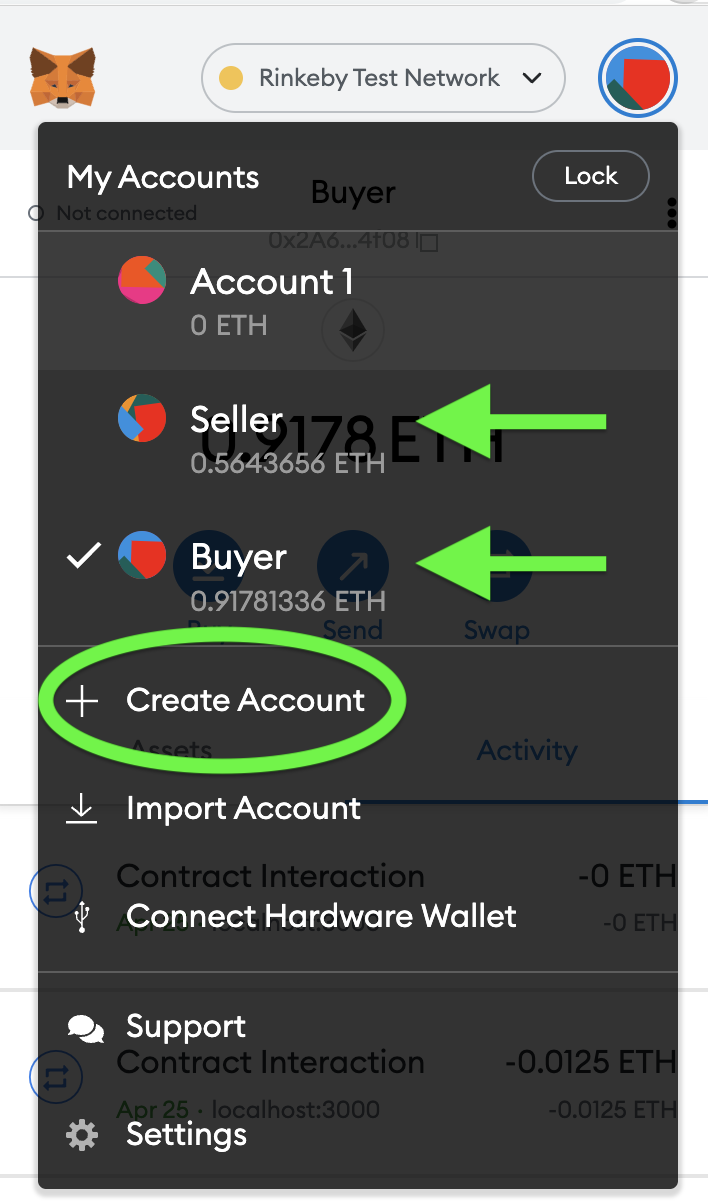 Rinkeby Test Network
My Accounts
Lock
Buyer
Not connected
0x2A6...4f08
Account 1
0 ETH
Seller
0.9178 ETH
0.5643656 ETH
Buyer
0.91781336 ETH
Send
Swap
Create Account
Assets
Activity
Import Account
Contract Interaction
-0 ETH
Connect Hardware Wallet
-0 ETH
Support
Contract Interaction
-0.0125 ETH
Apr 25 · localhost:3000
-0.0125 ETH
Settings